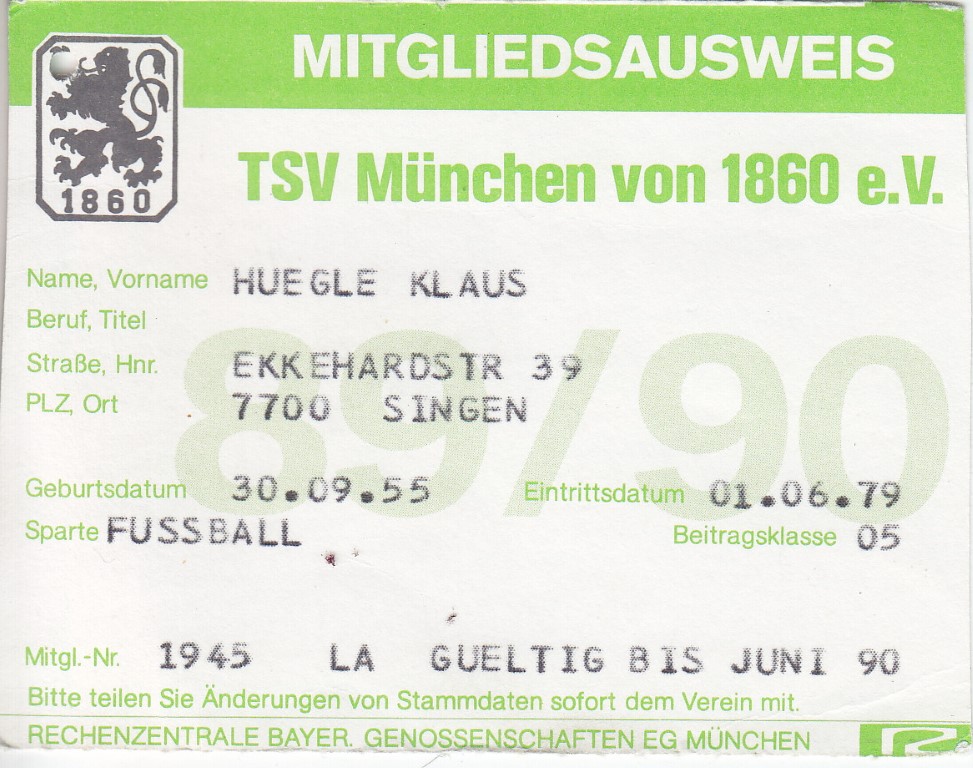 MITGLIEDSAUSWEIS
1860
TSV München von 1860 e.V.
Name, Vorname HUEGLE KLAUS
Beruf, Titel
89/90
Straße, Hnr. EKKEHARDSTR 39
PLZ, Ort 7700 SINGEN
Geburtsdatum 30.09.55 Eintrittsdatum 01.06.79
Sparte FUSSBALL Beitragsklasse 05
Mitgl.-Nr. 1945 LA GUELTIG BIS JUNI 90
Bitte teilen Sie Änderungen von Stammdaten sofort dem Verein mit.
RECHENZENTRALE BAYER. GENOSSENSCHAFTEN EG MÜNCHEN